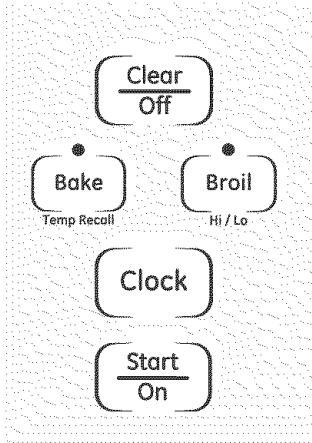 Clear
Off
Bake
Broil
Temp Recall
Hi / Lo
Clock
Start
On